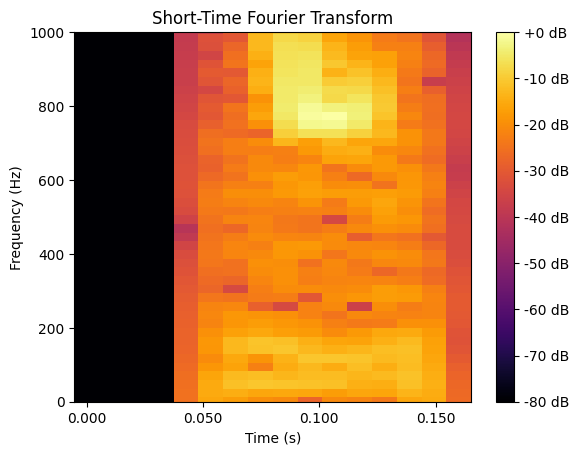 Short-Time Fourier Transform
1000
800
600
400
200
0
Frequency (Hz)
0.000
0.050
0.100
0.150
Time (s)
+0 dB
-10 dB
-20 dB
-30 dB
-40 dB
-50 dB
-60 dB
-70 dB
-80 dB